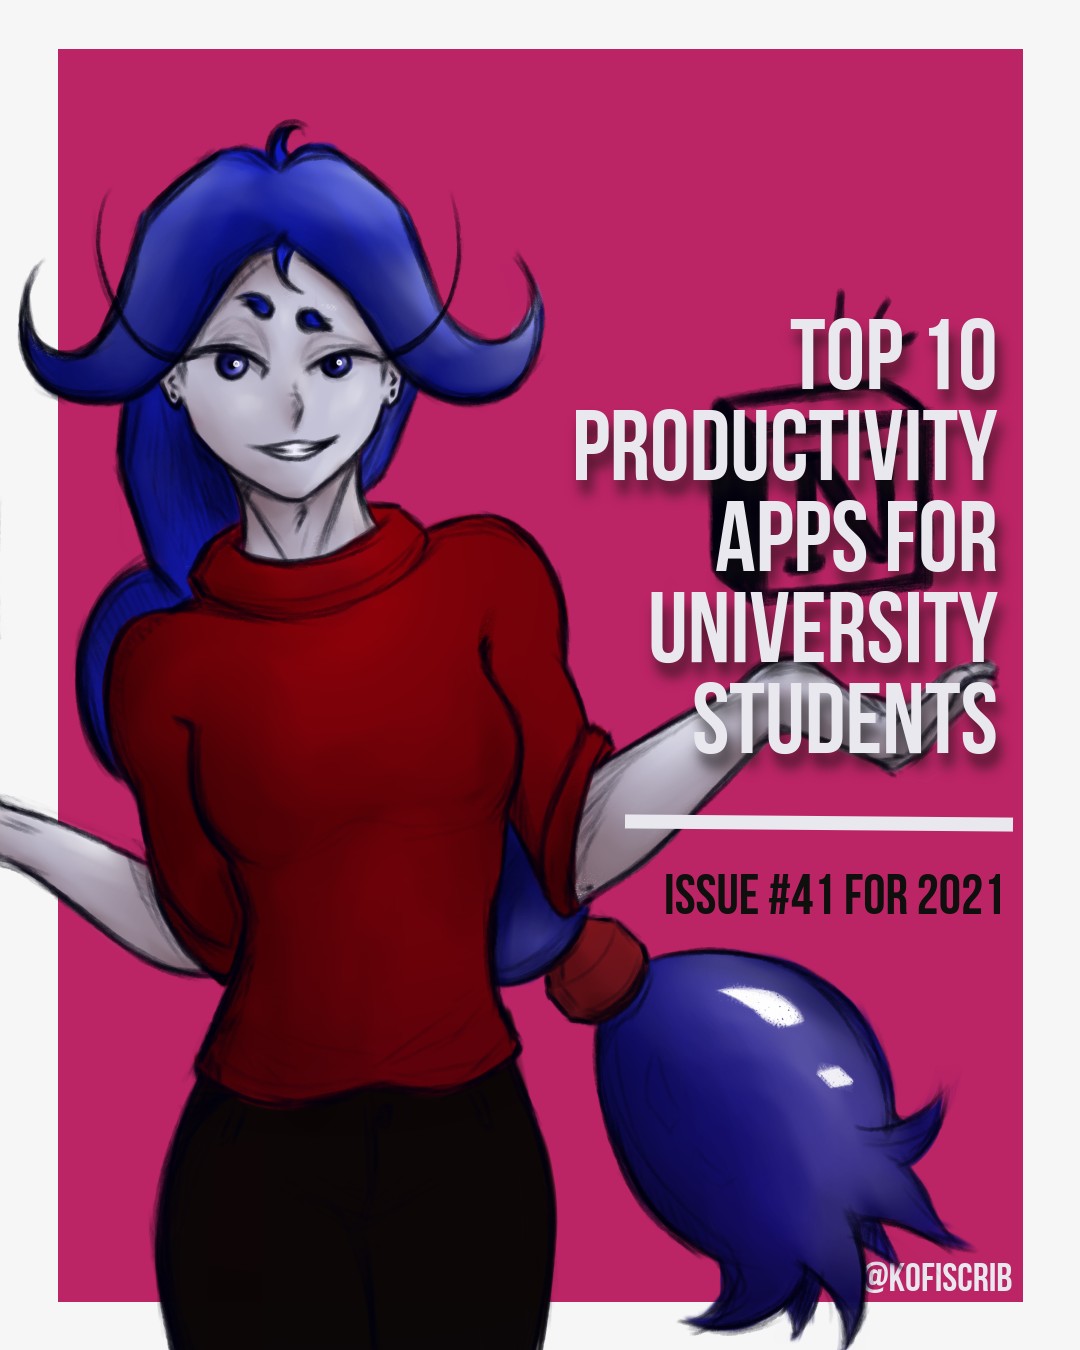 TOP 10
PRODUCTIVITY
APPS FOR
UNIVERSITY
STUDENTS
N
ISSUE #41 FOR 2021
@KOFISCRIB